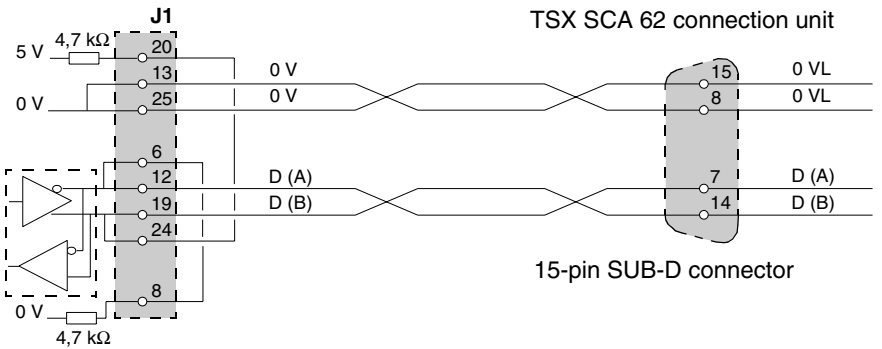 J1
TSX SCA 62 connection unit
4,7 kΩ
5 V
20
13
0 V
15
0 VL
0 V
25
0 V
8
0 VL
6
12
D (A)
7
D (A)
19
D (B)
14
D (B)
24
15-pin SUB-D connector
8
0 V
4,7 kΩ